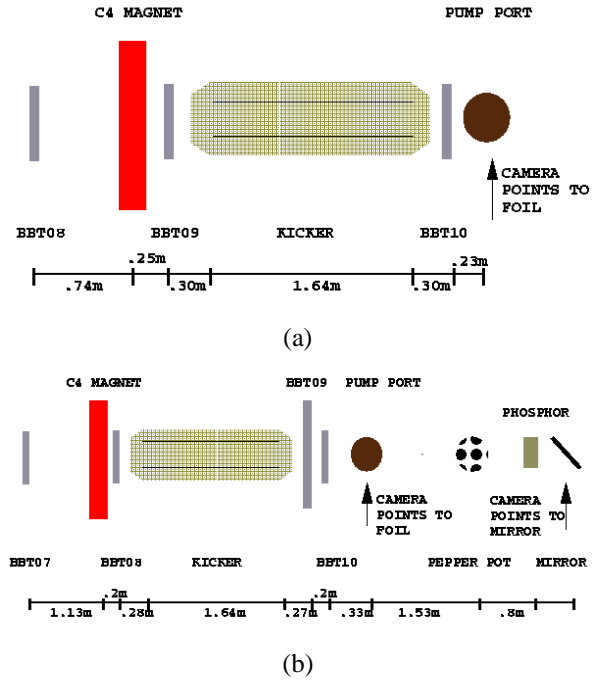 C4 MAGNET PUMP PORT
CAMERA
POINTS TO
FOIL
BBT08 BBT09 KICKER BBT10
.25m .23m
.74m .30m 1.64m .30m
(a)
C4 MAGNET BBT09 PUMP PORT
PHOSPHOR
CAMERA
POINTS TO
FOIL
CAMERA
POINTS TO
MIRROR
BBT07 BBT08 KICKER BBT10 PEPPER POT MIRROR
.2m .2m
1.13m .28m 1.64m .27m .33m 1.53m .8m
(b)